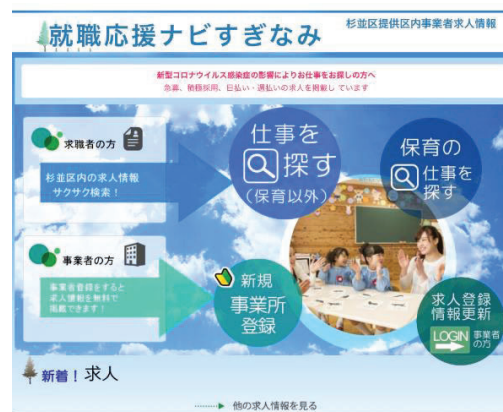 就職応援ナビすぎなみ
杉並区提供区内事業者求人情報
新型コロナウイルス感染症の影響によりお仕事をお探しの方へ
急募、積極採用、日払い・週払いの求人を掲載しています
求職者の方
杉並区内の求人情報
サクサク検索!
仕事を
探す
(保育以外)
保育の
仕事を
探す
事業者の方
事業者登録をすると
求人情報を無料で
掲載できます!
新規
事業所
登録
求人登録
情報更新
LOGIN 事業者
の方
新着! 求人
他の求人情報を見る